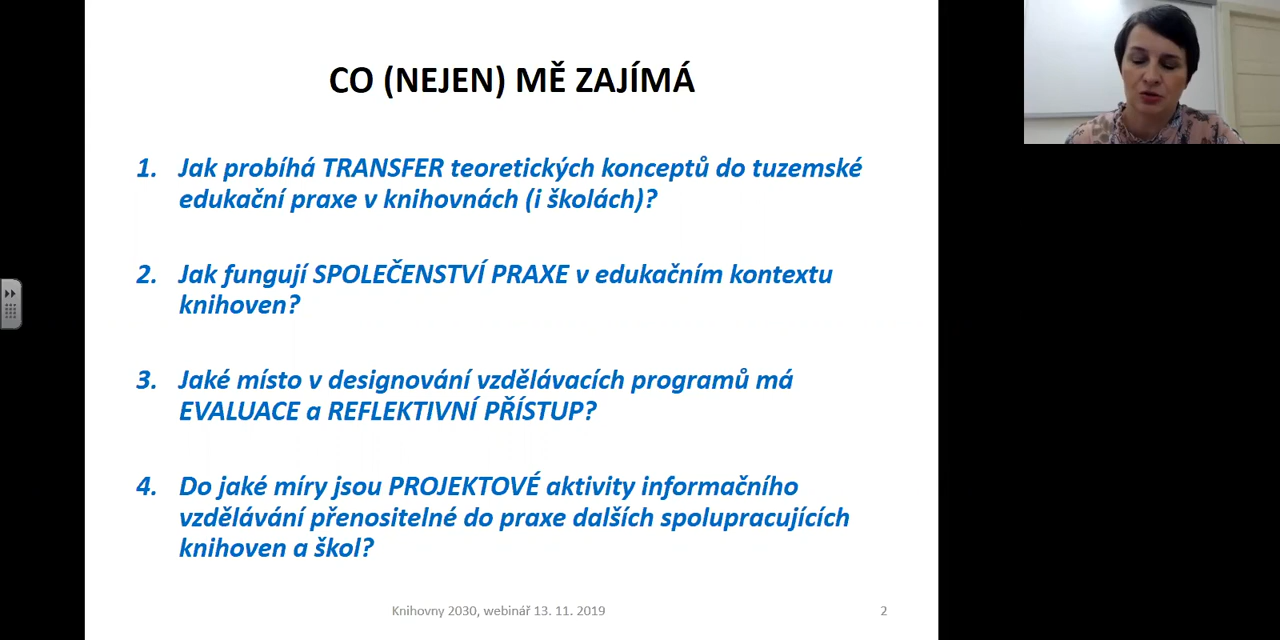 CO (NEJEN) MĚ ZAJÍMÁ
1. Jak probíhá TRANSFER teoretických konceptů do tuzemské
edukační praxe v knihovnách (i školách)?
2. Jak fungují SPOLEČENSTVÍ PRAXE v edukačním kontextu
knihoven?
3. Jaké místo v designování vzdělávacích programů má
EVALUACE a REFLEKTIVNÍ PŘÍSTUP?
4. Do jaké míry jsou PROJEKTOVÉ aktivity informačního
vzdělávání přenositelné do praxe dalších spolupracujících
knihoven a škol?
Knihovny 2030, webinář 13. 11. 2019 2